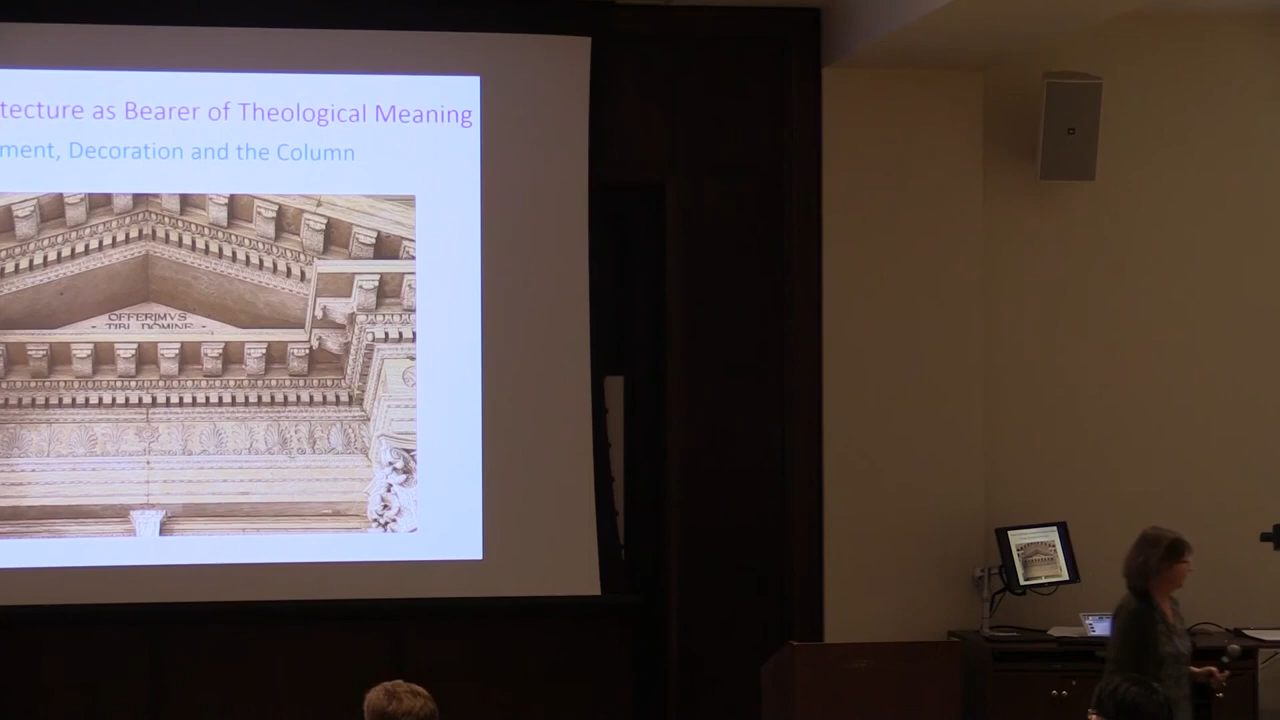 tecture as Bearer of Theological Meaning
ment, Decoration and the Column
OFFERIMVS
TIBI DOMINE